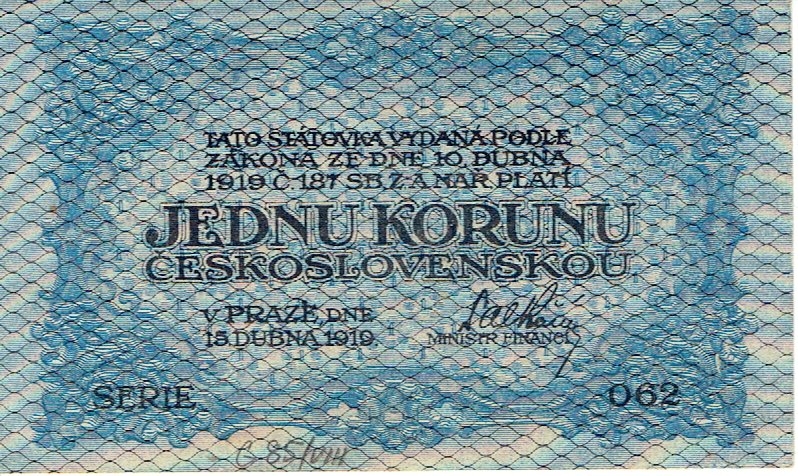 TATO STÁTOVKA VYDANÁ PODLE
ZÁKONA ZE DNE 10. DUBNA
1919 Č. 187 SB. Z. A NAŘ. PLATÍ
JEDNU KORUNU
ČESKOSLOVENSKOU
V PRAZE DNE
15. DUBNA 1919.
MINISTR FINANCÍ
SERIE 062